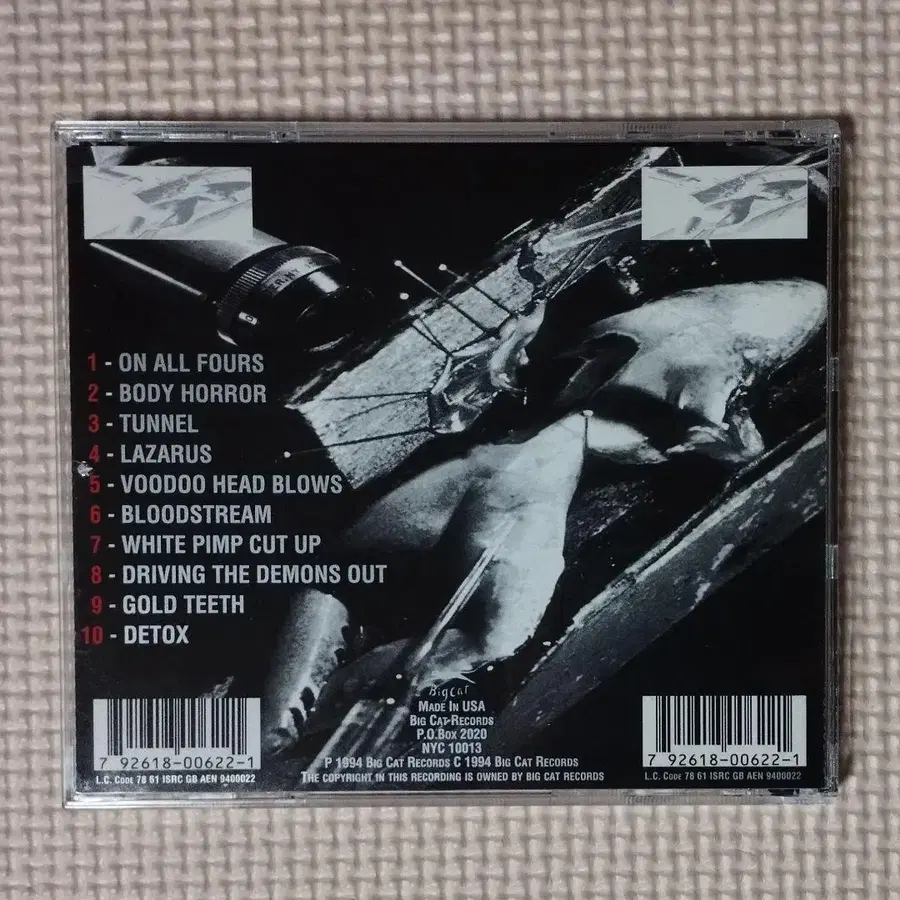 1 - ON ALL FOURS
2 - BODY HORROR
3 - TUNNEL
4 - LAZARUS
5 - VOODOO HEAD BLOWS
6 - BLOODSTREAM
7 - WHITE PIMP CUT UP
8 - DRIVING THE DEMONS OUT
9 - GOLD TEETH
10 - DETOX
Big Cat
MADE IN USA
BIG CAT RECORDS
P.O.BOX 2020
NYC 10013
P 1994 BIG CAT RECORDS C 1994 BIG CAT RECORDS
THE COPYRIGHT IN THIS RECORDING IS OWNED BY BIG CAT RECORDS
7 92618-00622-1
L.C. CODE 78 61 ISRC GB AEN 9400022
7 92618-00622-1
L.C. CODE 78 61 ISRC GB AEN 9400022